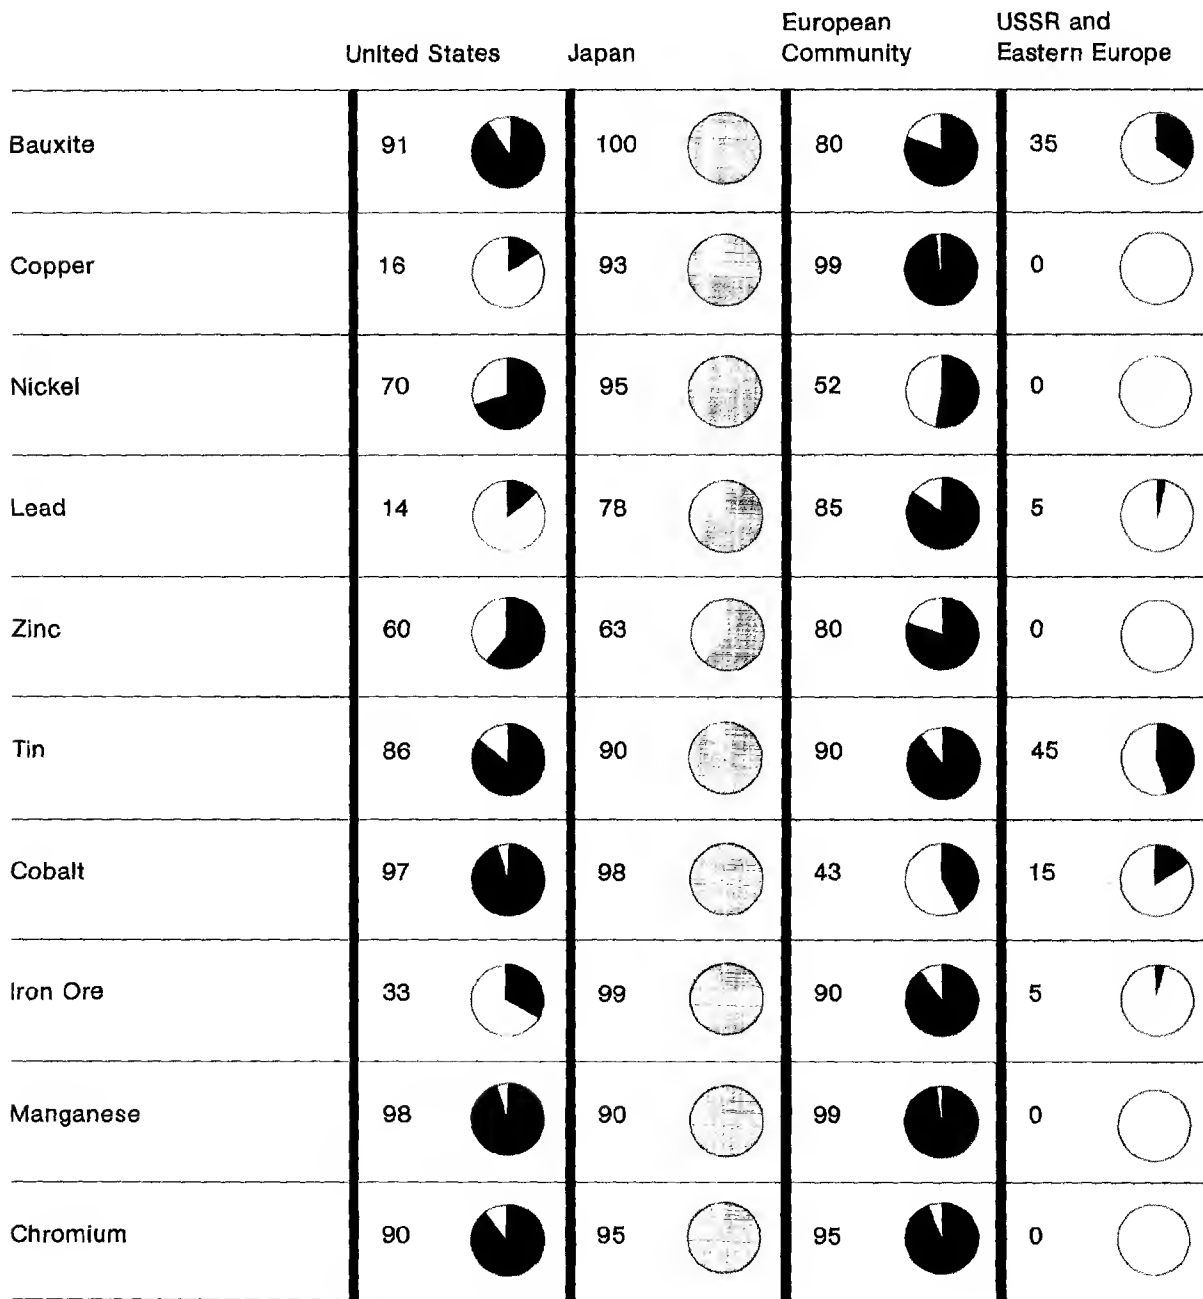 United States Japan European Community USSR and Eastern Europe
Bauxite 91 100 80 35
Copper 16 93 99 0
Nickel 70 95 52 0
Lead 14 78 85 5
Zinc 60 63 80 0
Tin 86 90 90 45
Cobalt 97 98 43 15
Iron Ore 33 99 90 5
Manganese 98 90 99 0
Chromium 90 95 95 0